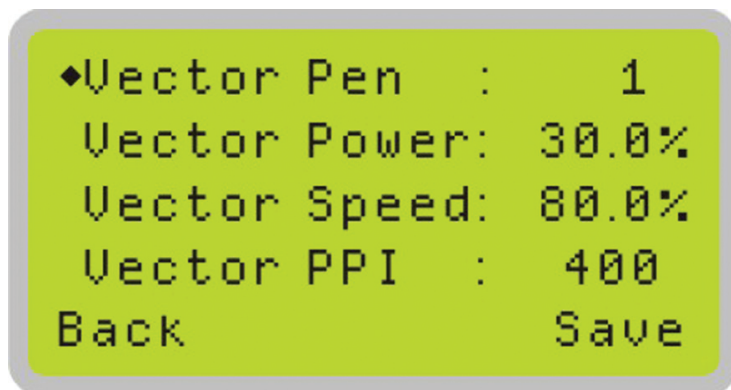 ◆Vector Pen : 1
Vector Power: 30.0%
Vector Speed: 80.0%
Vector PPI : 400
Back Save